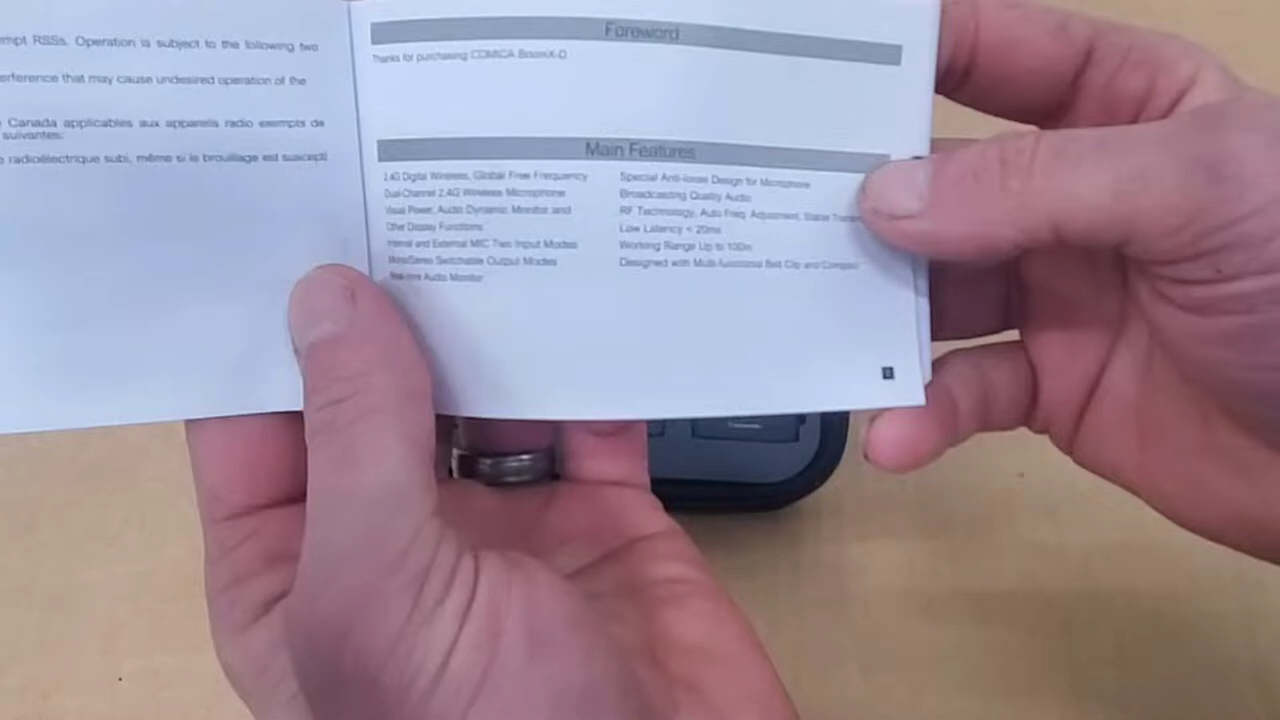 mpt RSSs. Operation is subject to the following two
erference that may cause undesired operation of the
Canada applicables aux appareils radio exempts de
suivantes:
radioélectrique subi, même si le brouillage est suscepti
Foreword
Thanks for purchasing COMICA BoomX-D
Main Features
2.4G Digital Wireless, Global Free Frequency
Dual-Channel 2.4G Wireless Microphone
Visual Power, Audio Dynamic Monitor and
Other Display Functions
Internal and External MIC Two Input Modes
Mono/Stereo Switchable Output Modes
Real-time Audio Monitor
Special Anti-loose Design for Microphone
Broadcasting Quality Audio
RF Technology, Auto Freq. Adjustment, Stable
Low Latency < 20ms
Working Range Up to 100m
Designed with Multi-functional Belt Clip and Compact